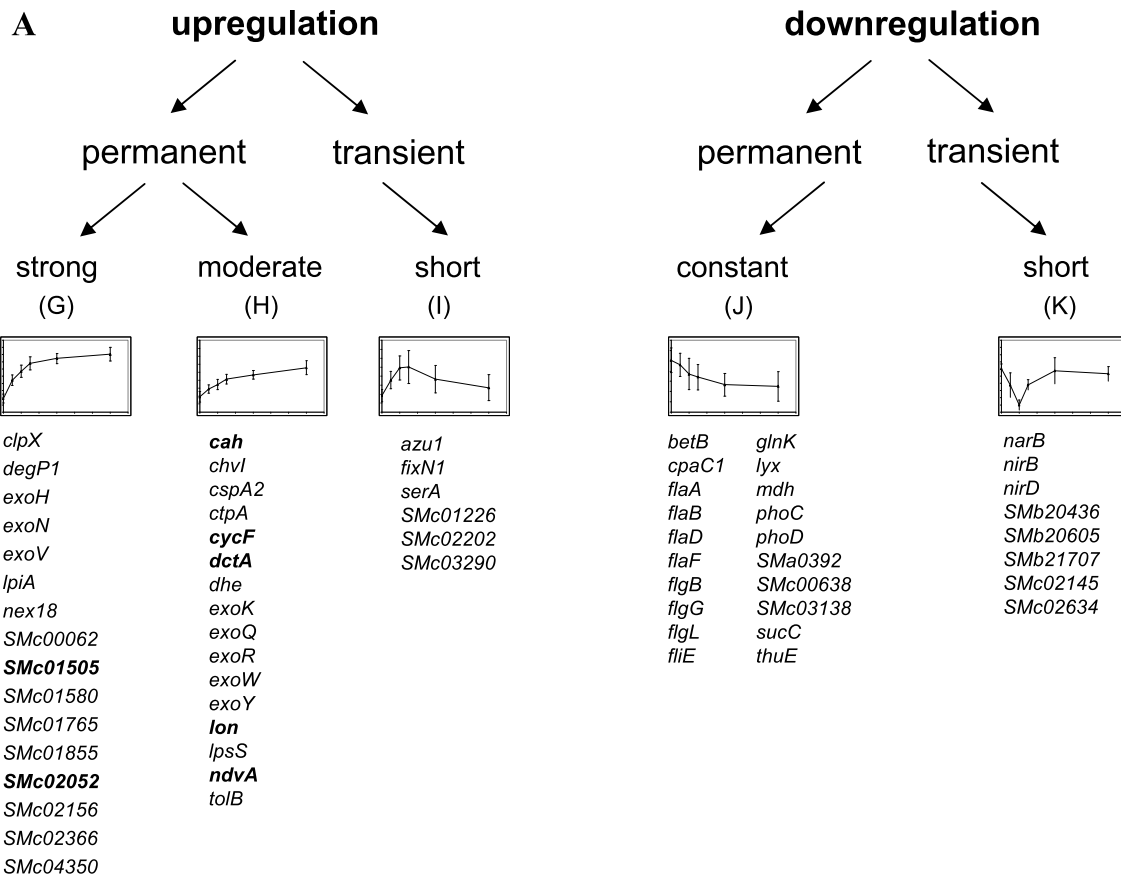 A
upregulation
downregulation
permanent
transient
permanent
transient
strong
moderate
short
constant
short
(G)
(H)
(I)
(J)
(K)
clpX
degP1
exoH
exoN
exoV
lpiA
nex18
SMc00062
SMc01505
SMc01580
SMc01765
SMc01855
SMc02052
SMc02156
SMc02366
SMc04350
cah
chvI
cspA2
ctpA
cycF
dctA
dhe
exoK
exoQ
exoR
exoW
exoY
lon
lpsS
ndvA
tolB
azu1
fixN1
serA
SMc01226
SMc02202
SMc03290
betB
cpaC1
flaA
flaB
flaD
flaF
flgB
flgG
flgL
fliE
glnK
lyx
mdh
phoC
phoD
SMa0392
SMc00638
SMc03138
sucC
thuE
narB
nirB
nirD
SMb20436
SMb20605
SMb21707
SMc02145
SMc02634